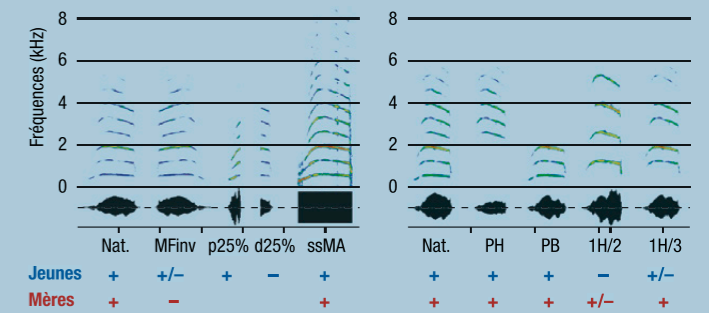 Fréquences (kHz)
8
6
4
2
0
Nat. MFinv p25% d25% ssMA
8
6
4
2
0
Nat. PH PB 1H/2 1H/3
Jeunes + +/− + − + + + + − +/−
Mères + − + + + + +/− +